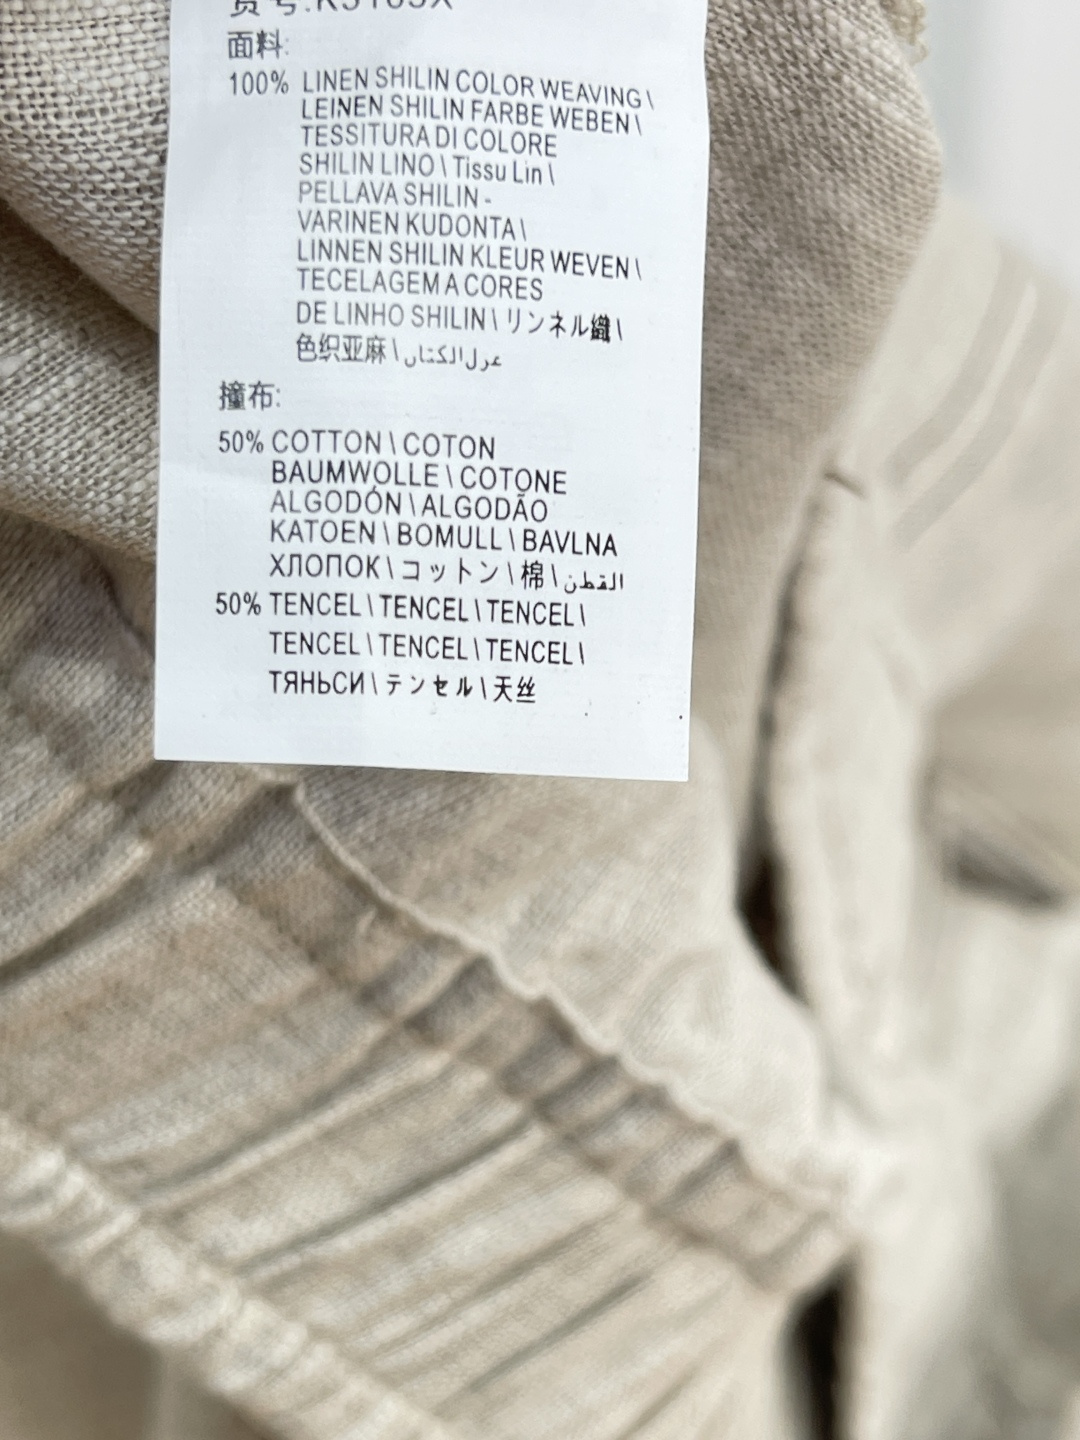 面料:
100% LINEN SHILIN COLOR WEAVING \
LEINEN SHILIN FARBE WEBEN \
TESSITURA DI COLORE
SHILIN LINO \ Tissu Lin \
PELLAVA SHILIN -
VARINEN KUDONTA \
LINNEN SHILIN KLEUR WEVEN \
TECELAGEM A CORES
DE LINHO SHILIN \ リンネル織 \
色织亚麻 \ غزل الكتان
撞布:
50% COTTON \ COTON
BAUMWOLLE \ COTONE
ALGODÓN \ ALGODÃO
KATOEN \ BOMULL \ BAVLNA
ХЛОПОК \ コットン \ 棉 \ القطن
50% TENCEL \ TENCEL \ TENCEL \
TENCEL \ TENCEL \ TENCEL \
ТЯНЬСИ \ テンセル \ 天丝